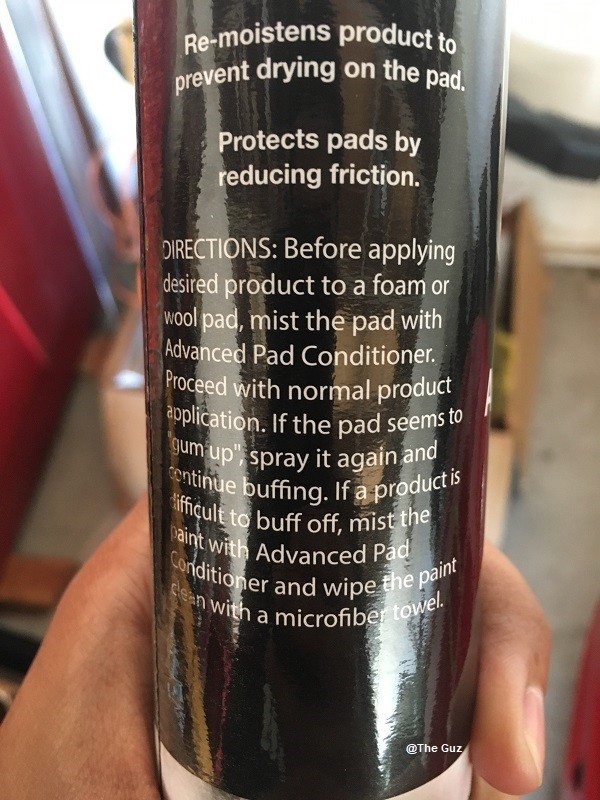 Re-moistens product to
prevent drying on the pad.
Protects pads by
reducing friction.
DIRECTIONS: Before applying
desired product to a foam or
wool pad, mist the pad with
Advanced Pad Conditioner.
Proceed with normal product
application. If the pad seems to
"gum up", spray it again and
continue buffing. If a product is
difficult to buff off, mist the
paint with Advanced Pad
Conditioner and wipe the paint
clean with a microfiber towel.
A
@The Guz